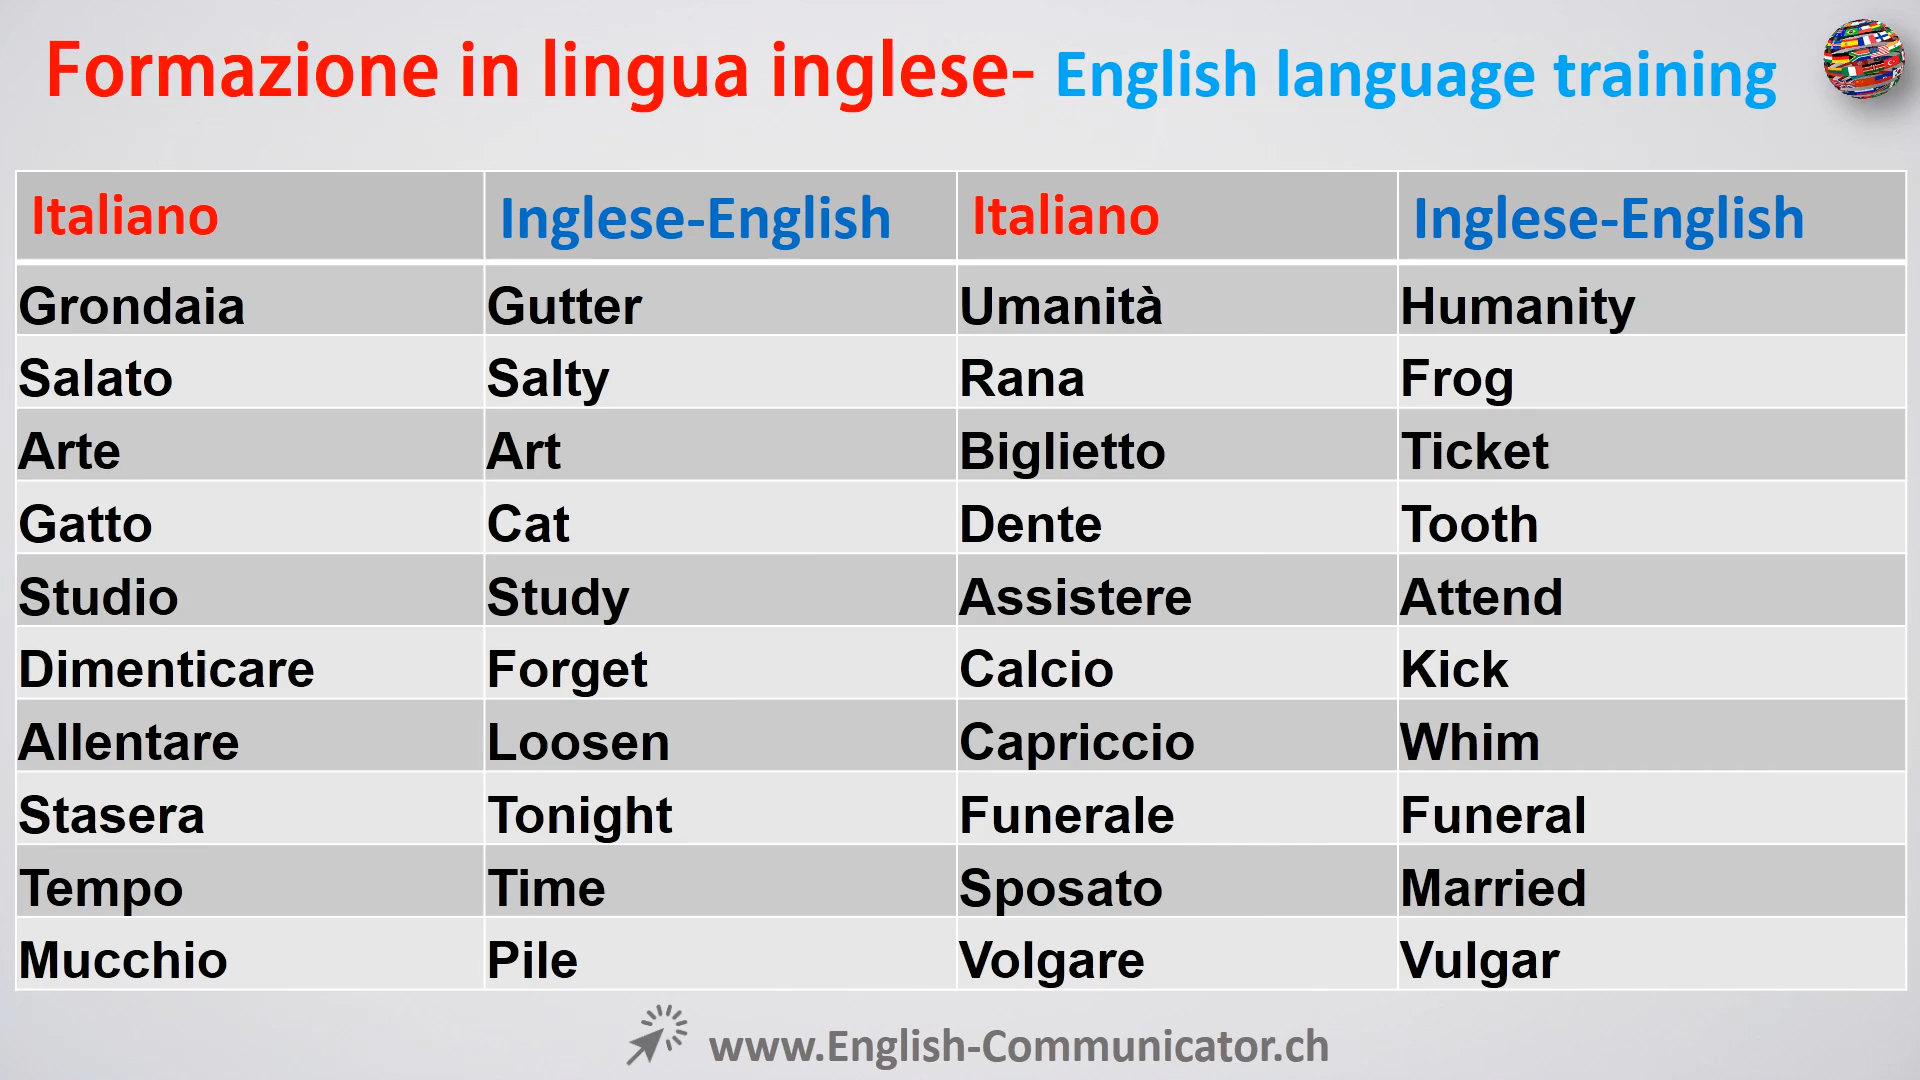 Formazione in lingua inglese- English language training
Italiano Inglese-English Italiano Inglese-English
Grondaia Gutter Umanità Humanity
Salato Salty Rana Frog
Arte Art Biglietto Ticket
Gatto Cat Dente Tooth
Studio Study Assistere Attend
Dimenticare Forget Calcio Kick
Allentare Loosen Capriccio Whim
Stasera Tonight Funerale Funeral
Tempo Time Sposato Married
Mucchio Pile Volgare Vulgar
www.English-Communicator.ch